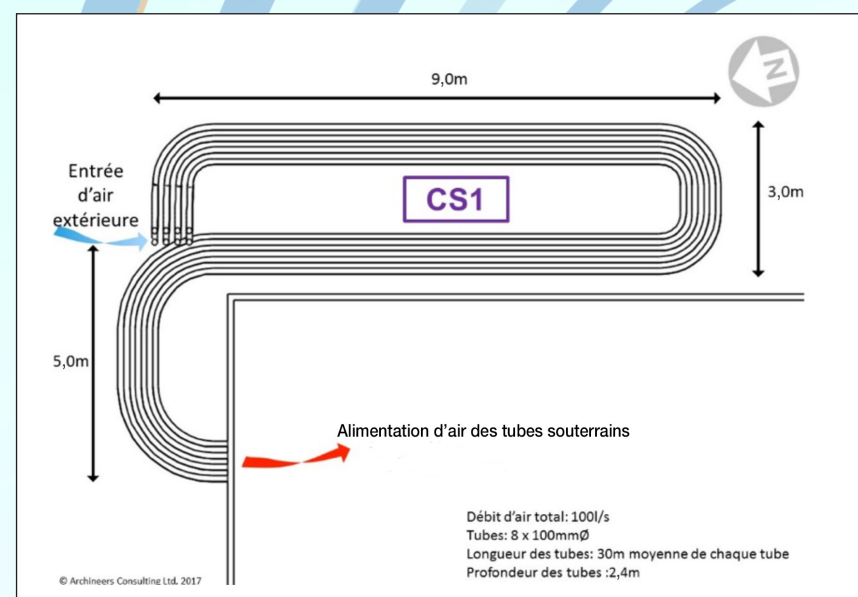 9,0m
N
Entrée
d'air
extérieure
CS1
3,0m
5,0m
Alimentation d'air des tubes souterrains
Débit d'air total: 100l/s
Tubes: 8 x 100mmØ
Longueur des tubes: 30m moyenne de chaque tube
Profondeur des tubes :2,4m
© Archineers Consulting Ltd, 2017